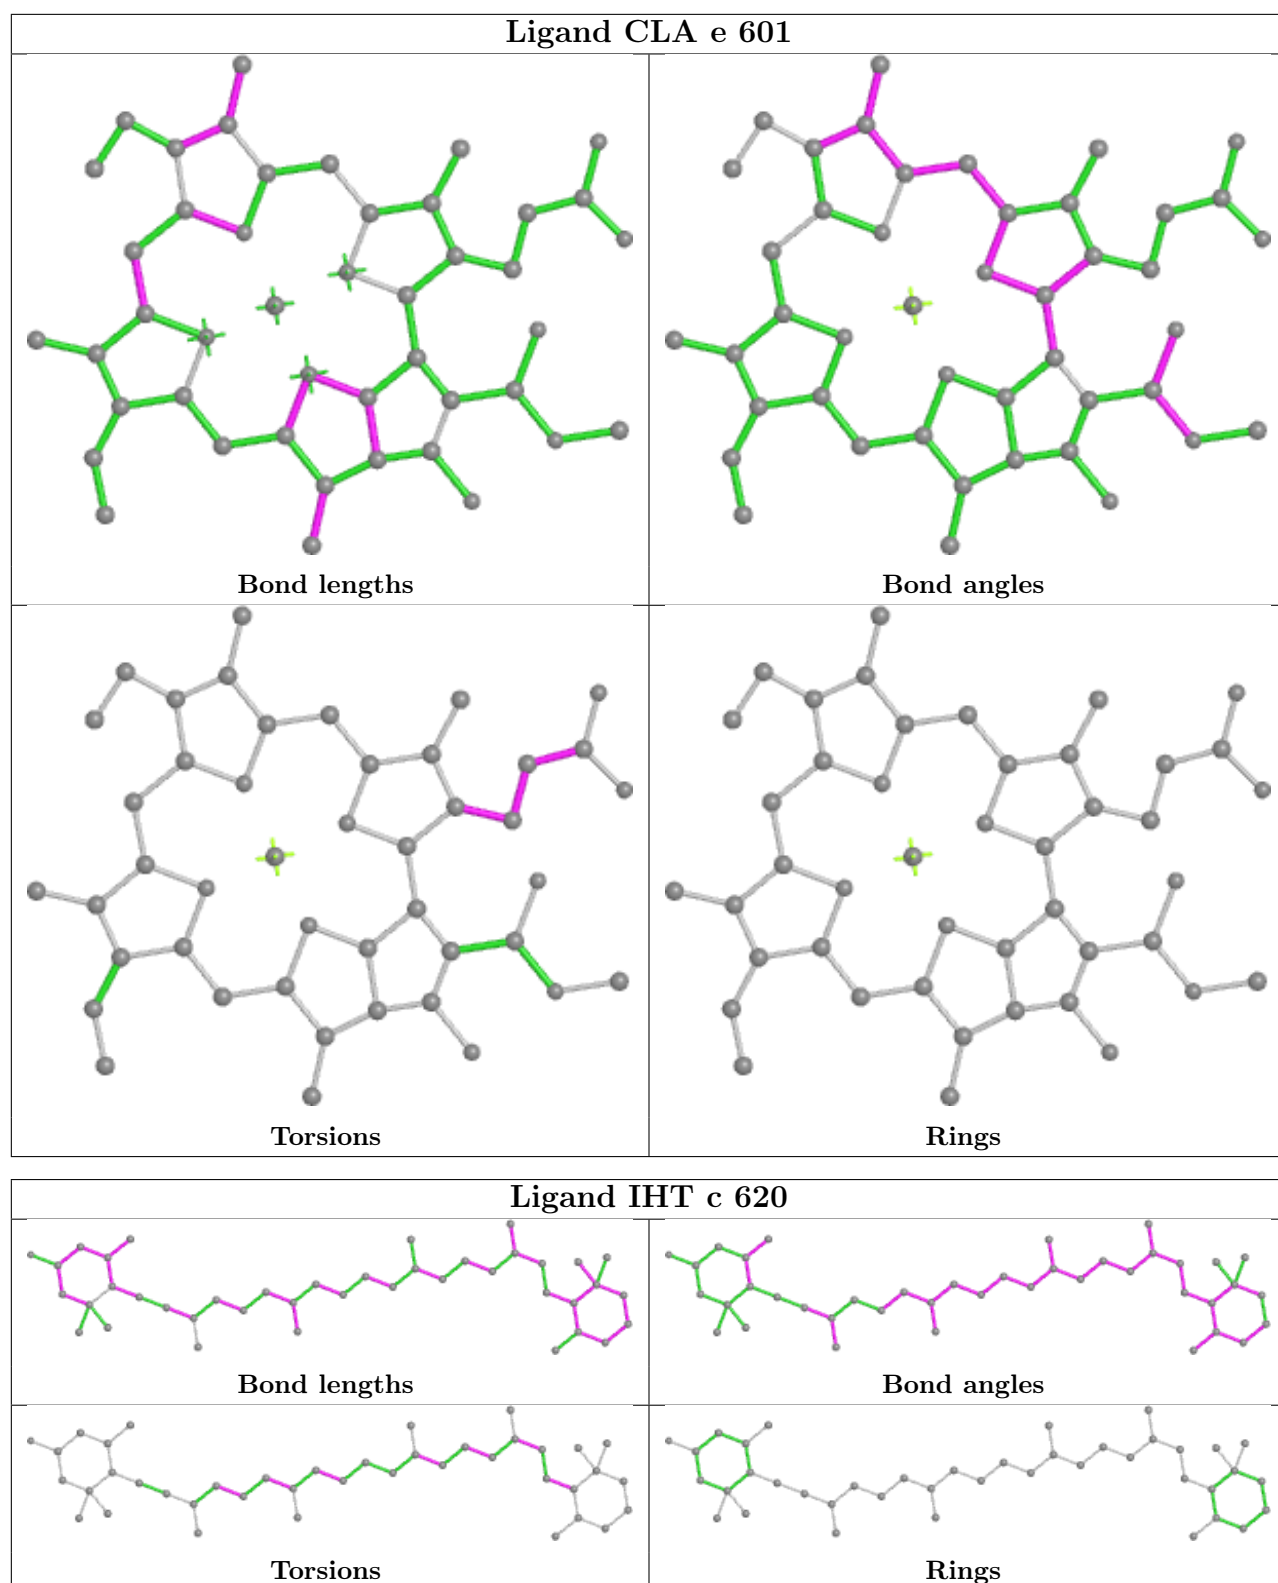 Ligand CLA e 601
Bond lengths
Bond angles
Torsions
Rings
Ligand IHT c 620
Bond lengths
Bond angles
Torsions
Rings